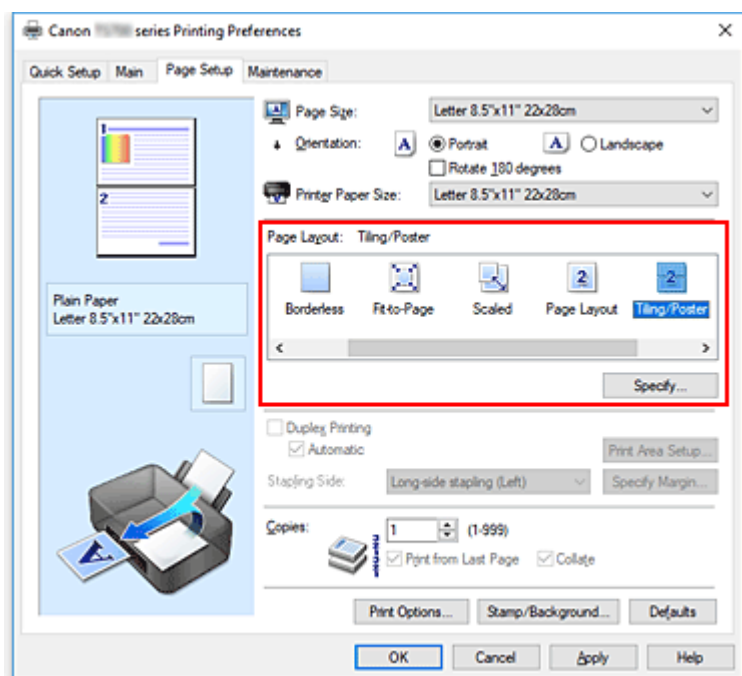 Canon series Printing Preferences
Quick Setup Main Page Setup Maintenance
1
2
Plain Paper
Letter 8.5"x11" 22x28cm
Page Size: Letter 8.5"x11" 22x28cm
Orientation: A Portrait A Landscape
Rotate 180 degrees
Printer Paper Size: Letter 8.5"x11" 22x28cm
Page Layout: Tiling/Poster
2 2
Borderless Fit-to-Page Scaled Page Layout Tiling/Poster
Specify...
Duplex Printing
Automatic Print Area Setup...
Stapling Side: Long-side stapling (Left) Specify Margin...
Copies: 1 (1-999)
Print from Last Page Collate
A
Print Options... Stamp/Background... Defaults
OK Cancel Apply Help